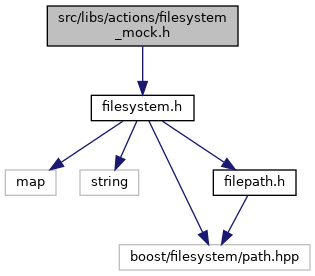 src/libs/actions/filesystem
_mock.h
filesystem.h
map
string
filepath.h
boost/filesystem/path.hpp